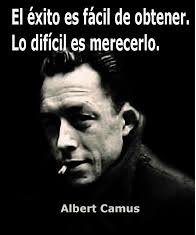 El éxito es fácil de obtener.
Lo difícil es merecerlo.
Albert Camus